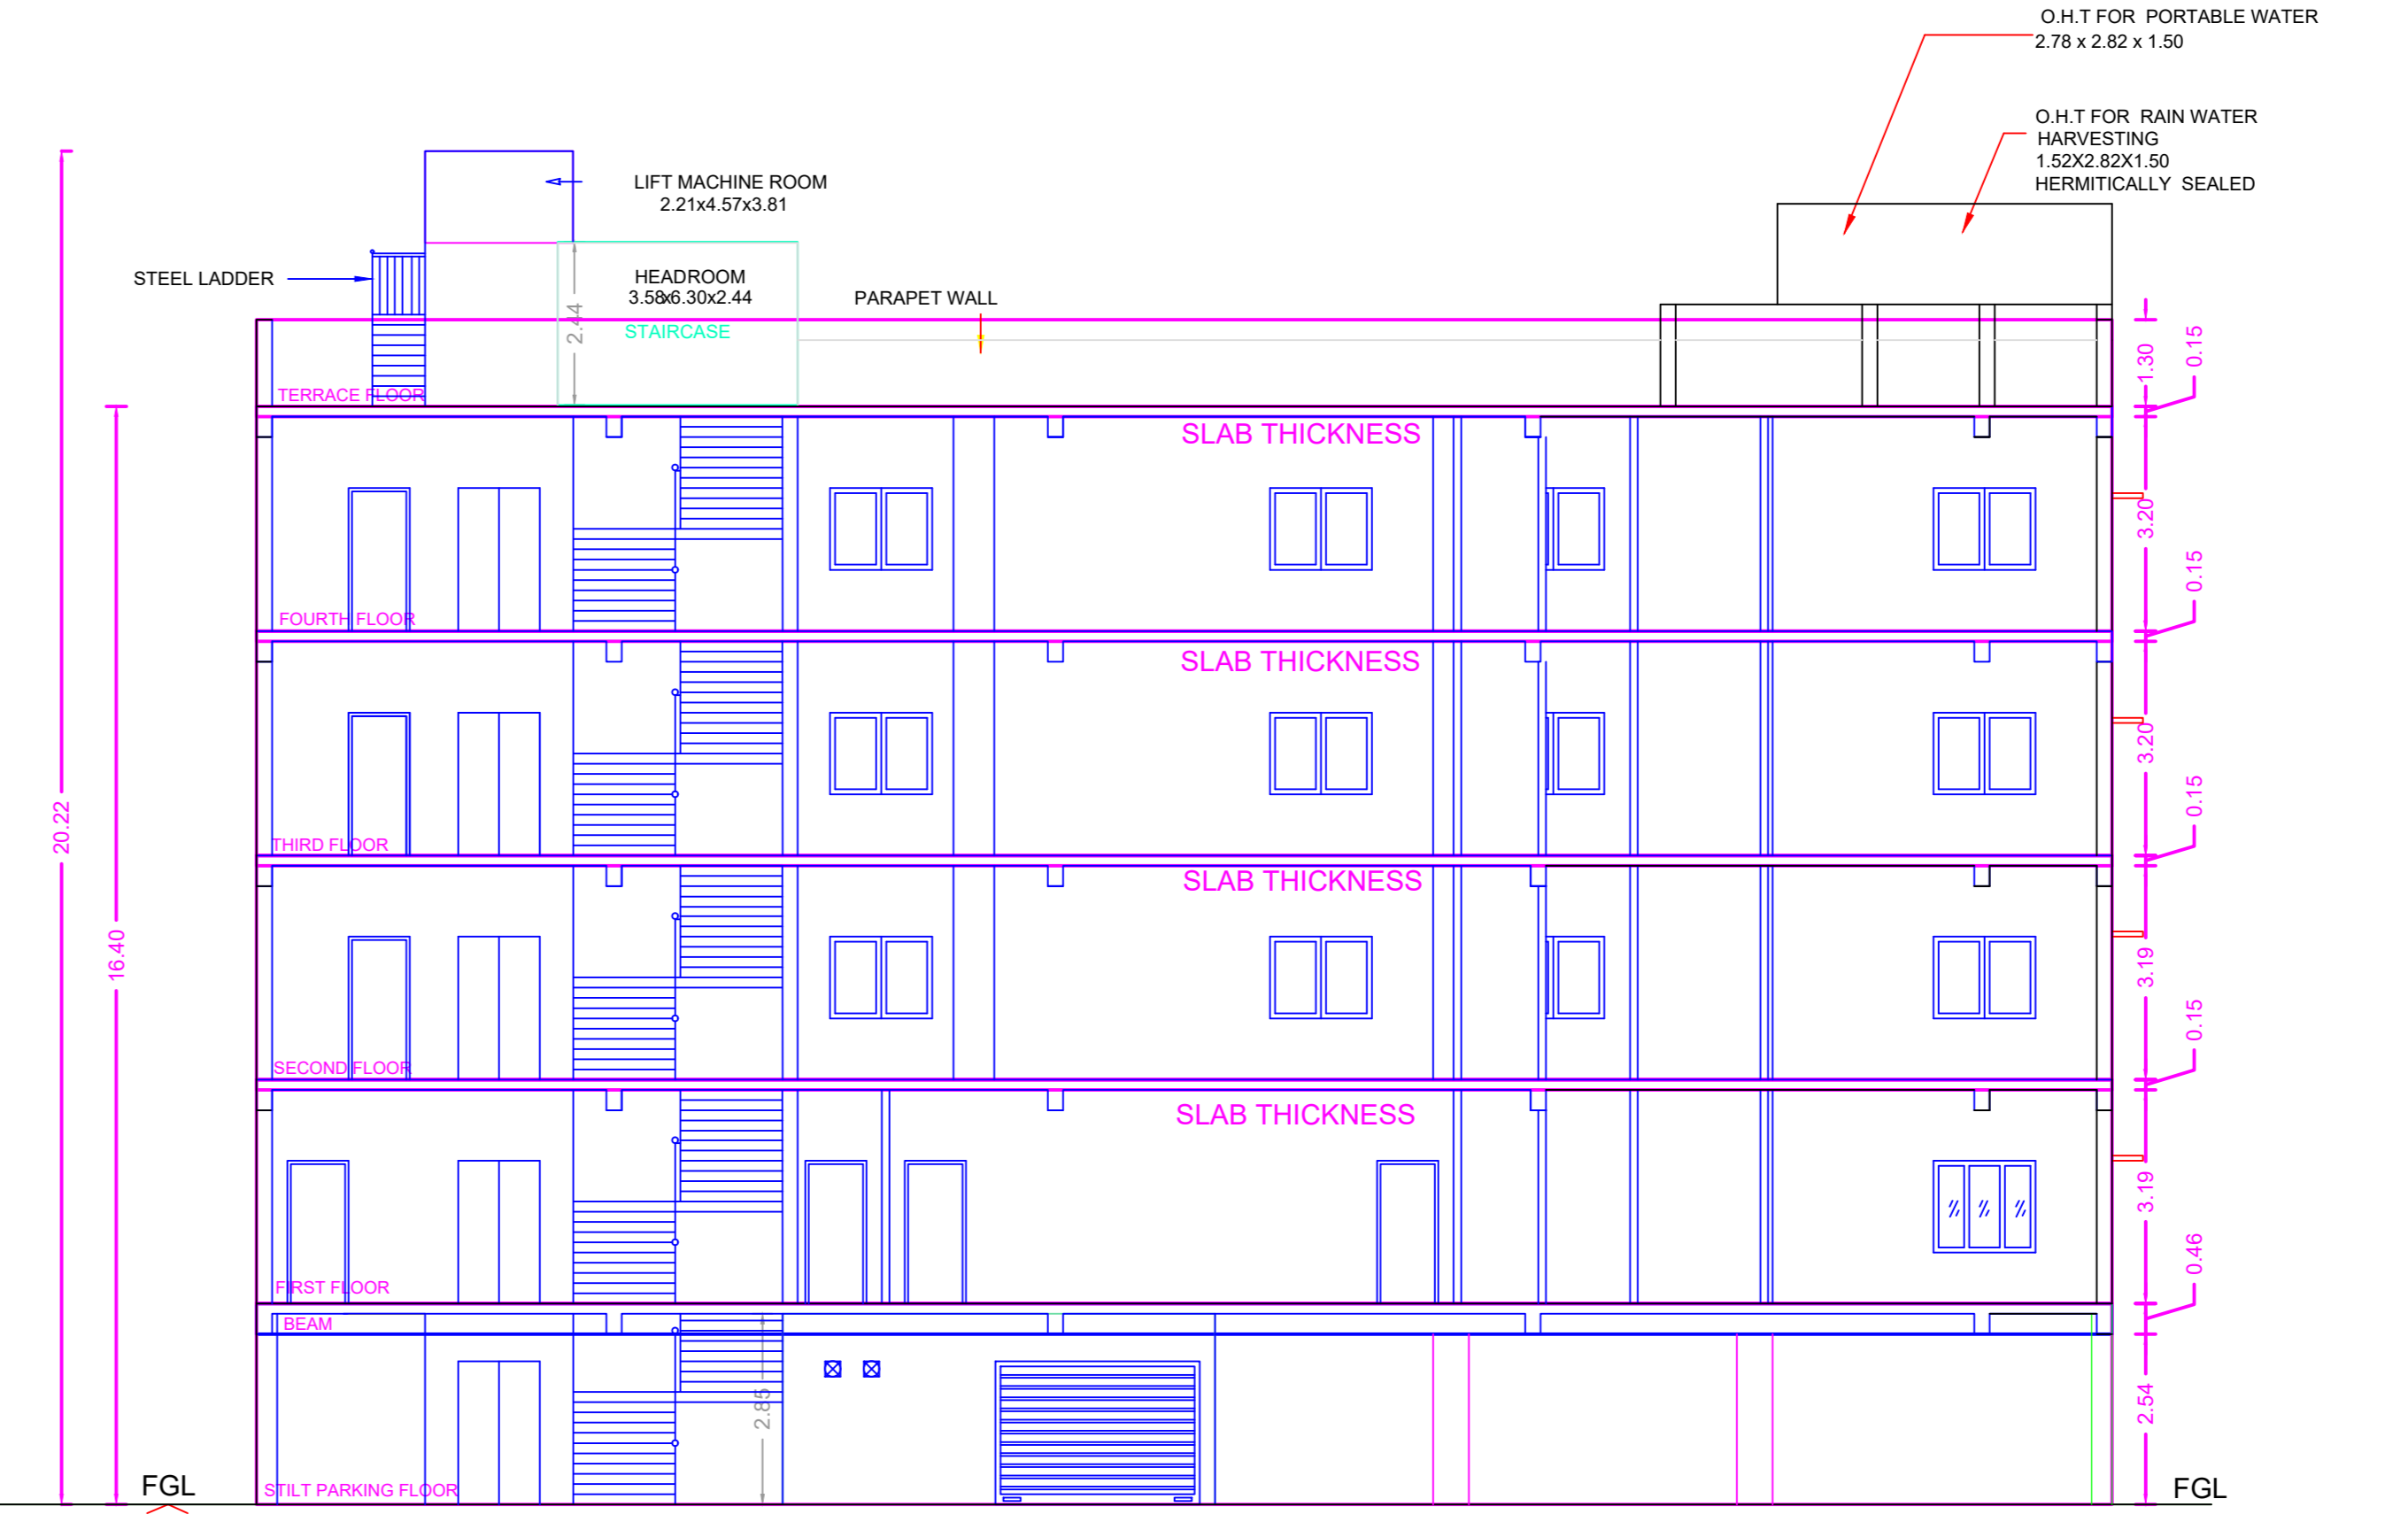 O.H.T FOR PORTABLE WATER
2.78 x 2.82 x 1.50
O.H.T FOR RAIN WATER
HARVESTING
1.52X2.82X1.50
HERMITICALLY SEALED
LIFT MACHINE ROOM
2.21x4.57x3.81
STEEL LADDER
HEADROOM
3.58x6.30x2.44
STAIRCASE
2.44
PARAPET WALL
1.30
0.15
TERRACE FLOOR
SLAB THICKNESS
3.20
0.15
FOURTH FLOOR
SLAB THICKNESS
3.20
0.15
THIRD FLOOR
20.22
SLAB THICKNESS
16.40
3.19
0.15
SECOND FLOOR
SLAB THICKNESS
3.19
0.46
FIRST FLOOR
BEAM
2.85
2.54
STILT PARKING FLOOR
FGL
FGL